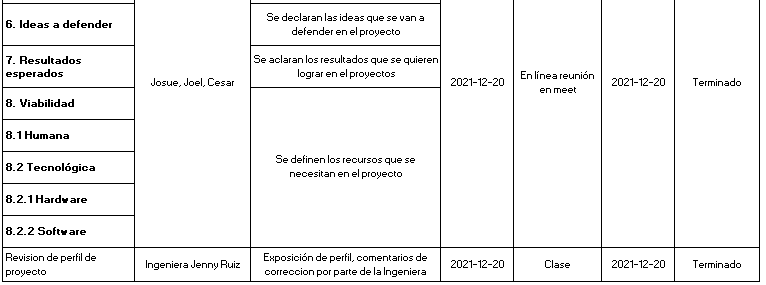 6. Ideas a defender
Se declaran las ideas que se van a
defender en el proyecto
7. Resultados
esperados
Se aclaran los resultados que se quieren
lograr en el proyectos
Josue, Joel, Cesar
2021-12-20
En línea reunión
en meet
2021-12-20
Terminado
8. Viabilidad
8.1 Humana
8.2 Tecnológica
Se definen los recursos que se
necesitan en el proyecto
8.2.1 Hardware
8.2.2 Software
Revision de perfil de
proyecto
Ingeniera Jenny Ruiz
Exposición de perfil, comentarios de
correccion por parte de la Ingeniera
2021-12-20
Clase
2021-12-20
Terminado